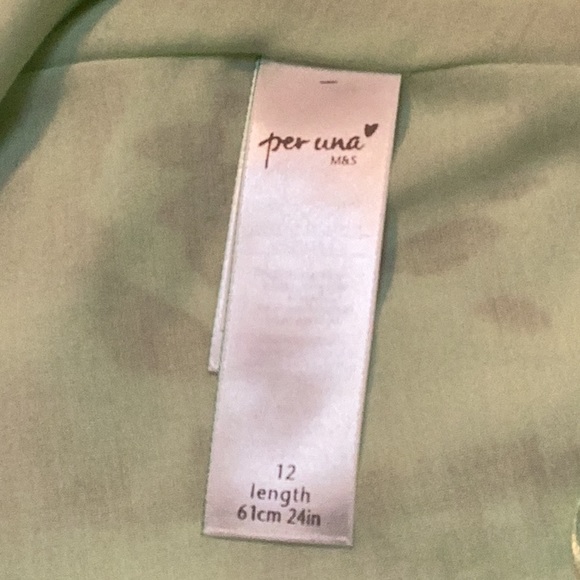 per una
M&S
12
length
61cm 24in